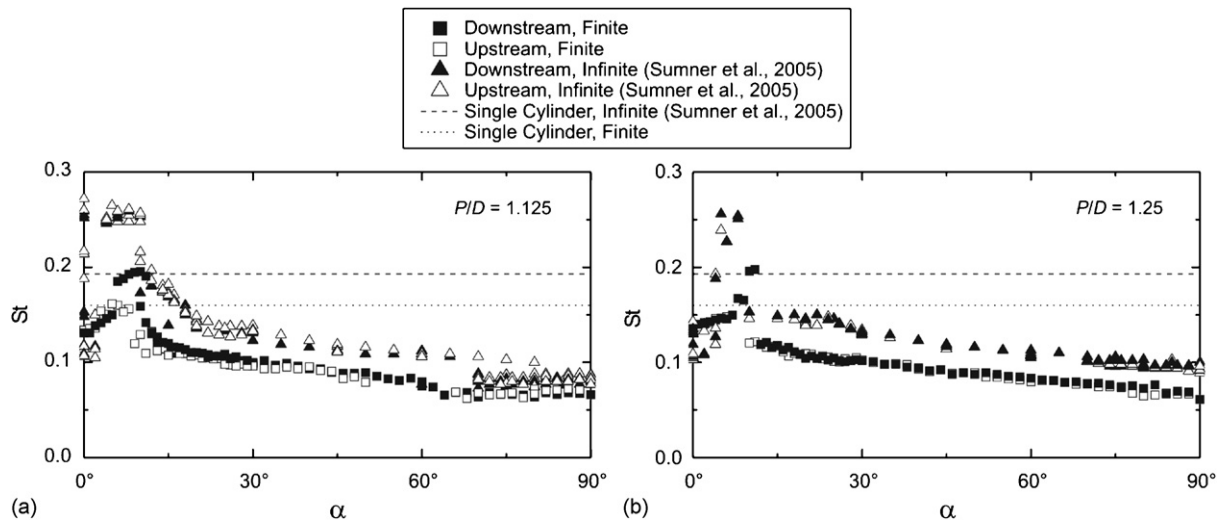 Downstream, Finite
Upstream, Finite
Downstream, Infinite (Sumner et al., 2005)
Upstream, Infinite (Sumner et al., 2005)
Single Cylinder, Infinite (Sumner et al., 2005)
Single Cylinder, Finite
0.3
P/D = 1.125
0.2
St
0.1
0.0
0° 30° 60° 90°
(a) α
0.3
P/D = 1.25
0.2
St
0.1
0.0
0° 30° 60° 90°
(b) α